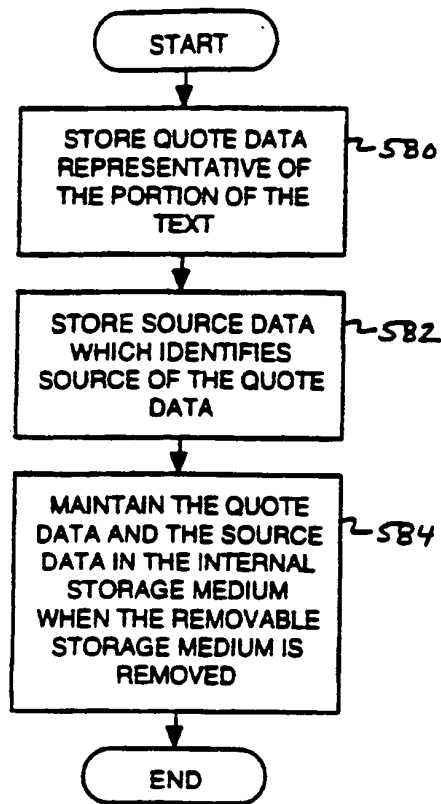 START
STORE QUOTE DATA
REPRESENTATIVE OF
THE PORTION OF THE
TEXT
580
STORE SOURCE DATA
WHICH IDENTIFIES
SOURCE OF THE QUOTE
DATA
582
MAINTAIN THE QUOTE
DATA AND THE SOURCE
DATA IN THE INTERNAL
STORAGE MEDIUM
WHEN THE REMOVABLE
STORAGE MEDIUM IS
REMOVED
584
END